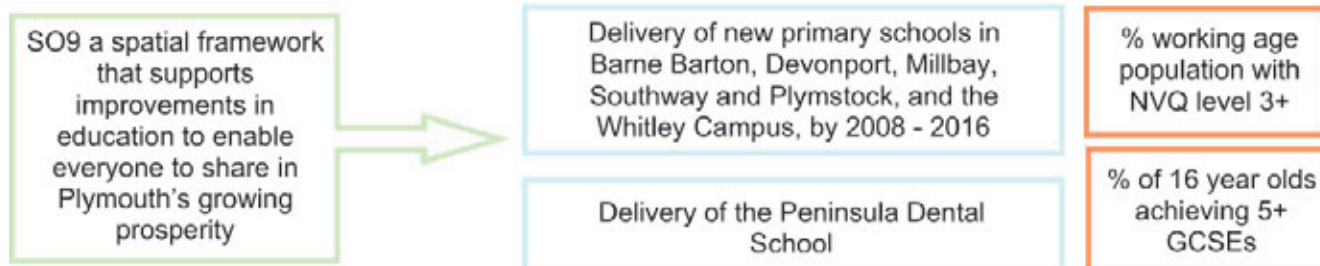 SO9 a spatial framework
that supports
improvements in
education to enable
everyone to share in
Plymouth's growing
prosperity
Delivery of new primary schools in
Barne Barton, Devonport, Millbay,
Southway and Plymstock, and the
Whitley Campus, by 2008 - 2016
Delivery of the Peninsula Dental
School
% working age
population with
NVQ level 3+
% of 16 year olds
achieving 5+
GCSEs